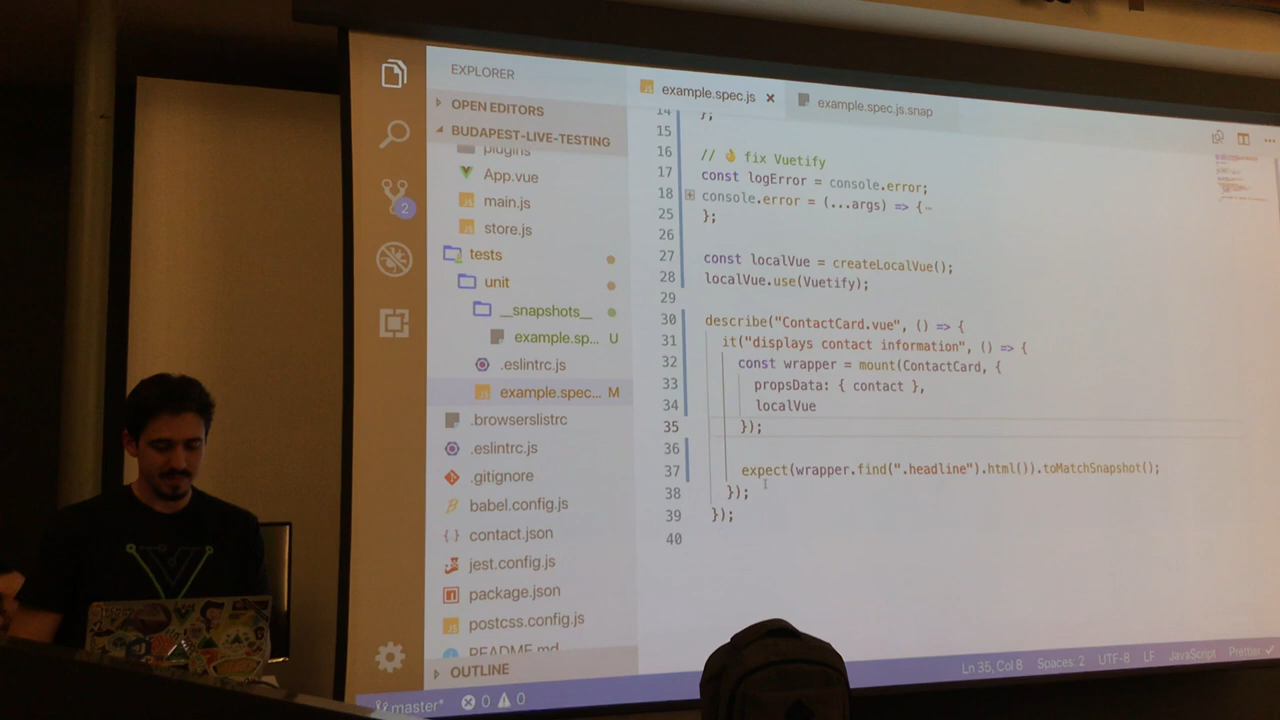 EXPLORER
OPEN EDITORS
BUDAPEST-LIVE-TESTING
plugins
App.vue
main.js
store.js
2
tests
unit
__snapshots__
example.sp... U
.eslintrc.js
example.spec... M
.browserslistrc
.eslintrc.js
.gitignore
babel.config.js
contact.json
jest.config.js
package.json
postcss.config.js
README.md
OUTLINE
example.spec.js
example.spec.js.snap
14 };
15
16 // 👌 fix Vuetify
17 const logError = console.error;
18 console.error = (...args) => {…
25 };
26
27 const localVue = createLocalVue();
28 localVue.use(Vuetify);
29
30 describe("ContactCard.vue", () => {
31 it("displays contact information", () => {
32 const wrapper = mount(ContactCard, {
33 propsData: { contact },
34 localVue
35 });
36
37 expect(wrapper.find(".headline").html()).toMatchSnapshot();
38 });
39 });
40
master* 0 0
Ln 35, Col 8 Spaces: 2 UTF-8 LF JavaScript Prettier ✓